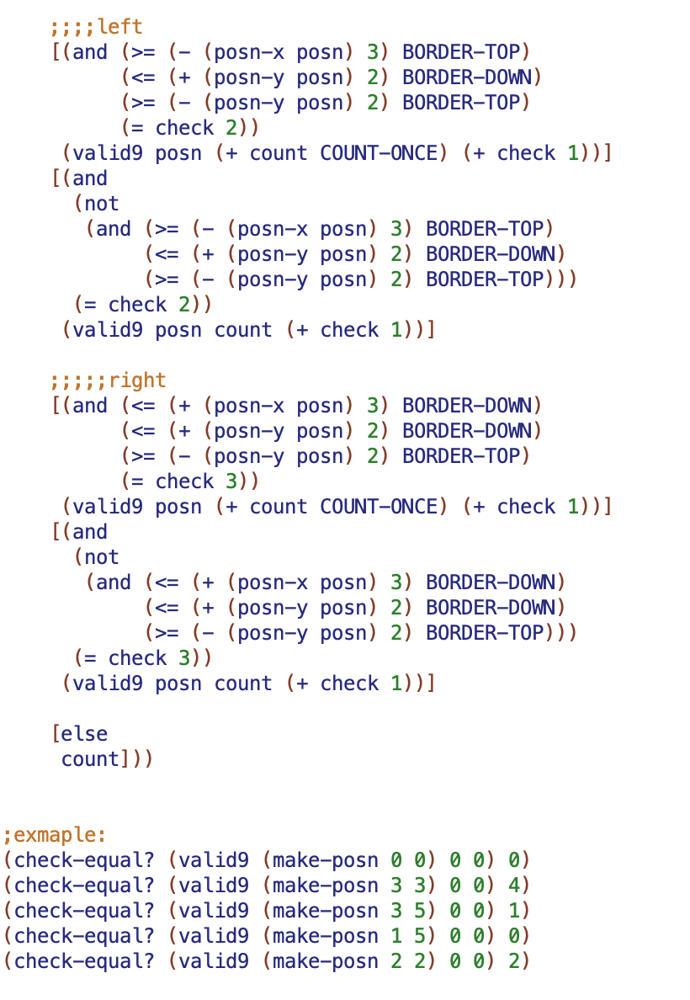 ;;;;left
[(and (>= (- (posn-x posn) 3) BORDER-TOP)
(<= (+ (posn-y posn) 2) BORDER-DOWN)
(>= (- (posn-y posn) 2) BORDER-TOP)
(= check 2))
(valid9 posn (+ count COUNT-ONCE) (+ check 1))]
[(and
(not
(and (>= (- (posn-x posn) 3) BORDER-TOP)
(<= (+ (posn-y posn) 2) BORDER-DOWN)
(>= (- (posn-y posn) 2) BORDER-TOP)))
(= check 2))
(valid9 posn count (+ check 1))]
;;;;;right
[(and (<= (+ (posn-x posn) 3) BORDER-DOWN)
(<= (+ (posn-y posn) 2) BORDER-DOWN)
(>= (- (posn-y posn) 2) BORDER-TOP)
(= check 3))
(valid9 posn (+ count COUNT-ONCE) (+ check 1))]
[(and
(not
(and (<= (+ (posn-x posn) 3) BORDER-DOWN)
(<= (+ (posn-y posn) 2) BORDER-DOWN)
(>= (- (posn-y posn) 2) BORDER-TOP)))
(= check 3))
(valid9 posn count (+ check 1))]
[else
count]))
;exmaple:
(check-equal? (valid9 (make-posn 0 0) 0 0) 0)
(check-equal? (valid9 (make-posn 3 3) 0 0) 4)
(check-equal? (valid9 (make-posn 3 5) 0 0) 1)
(check-equal? (valid9 (make-posn 1 5) 0 0) 0)
(check-equal? (valid9 (make-posn 2 2) 0 0) 2)